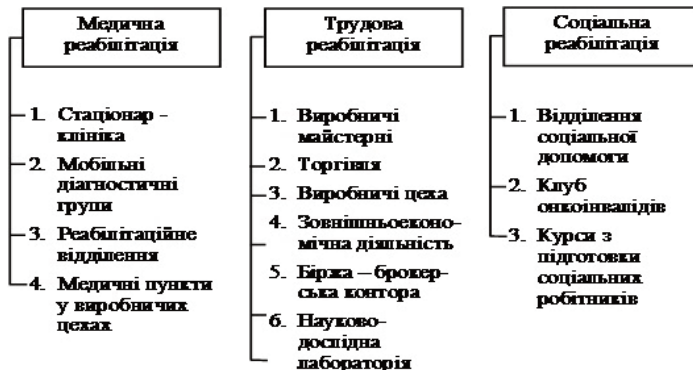 Медична
реабілітація
1. Стаціонар -
клініка
2. Мобільні
діагностичні
групи
3. Реабілітаційне
відділення
4. Медичні пункти
у виробничих
цехах
Трудова
реабілітація
1. Виробничі
майстерні
2. Торгівля
3. Виробничі цеха
4. Зовнішньоеконо-
мічна діяльність
5. Біржа – брокер-
ська контора
6. Науково-
дослідна
лабораторія
Соціальна
реабілітація
1. Відділення
соціальної
допомоги
2. Клуб
онкоінвалідів
3. Курси з
підготовки
соціальних
робітників